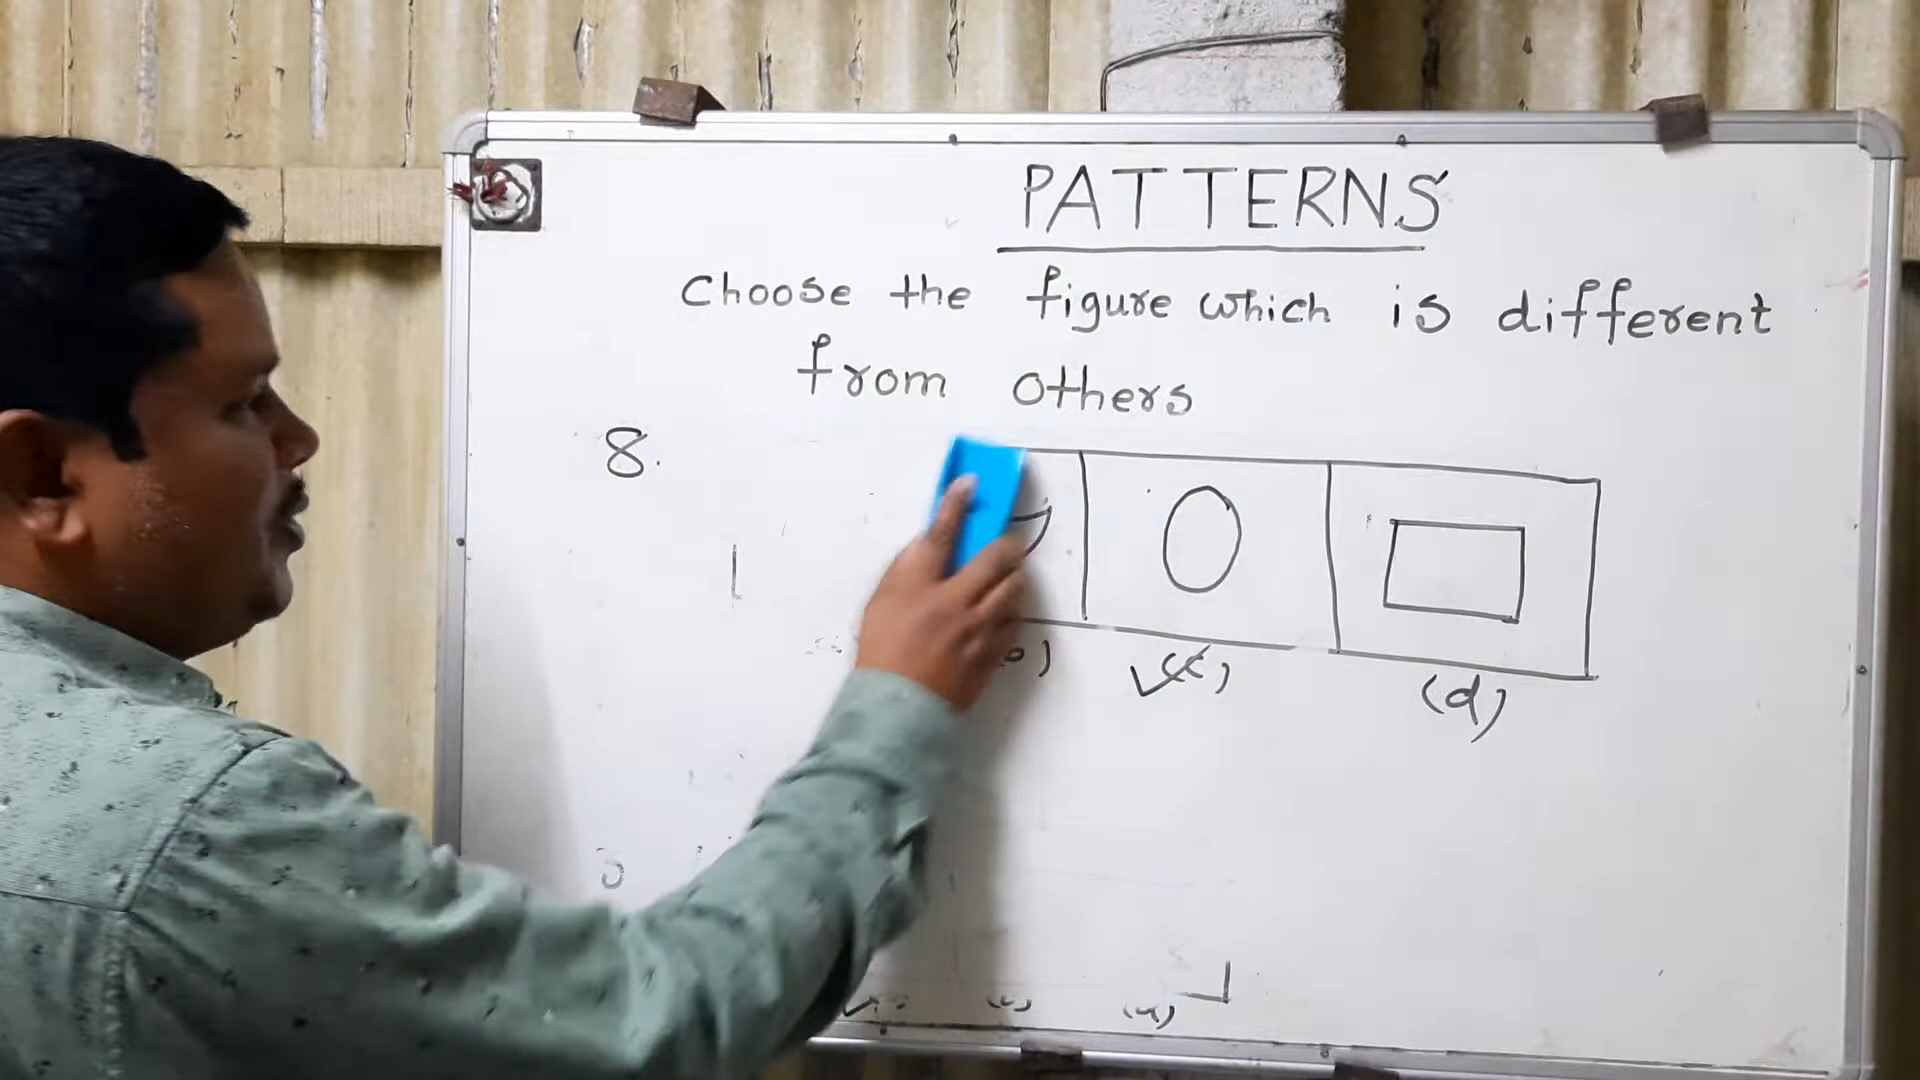 PATTERNS
Choose the figure which is different
from others
8.
(c)
(d)